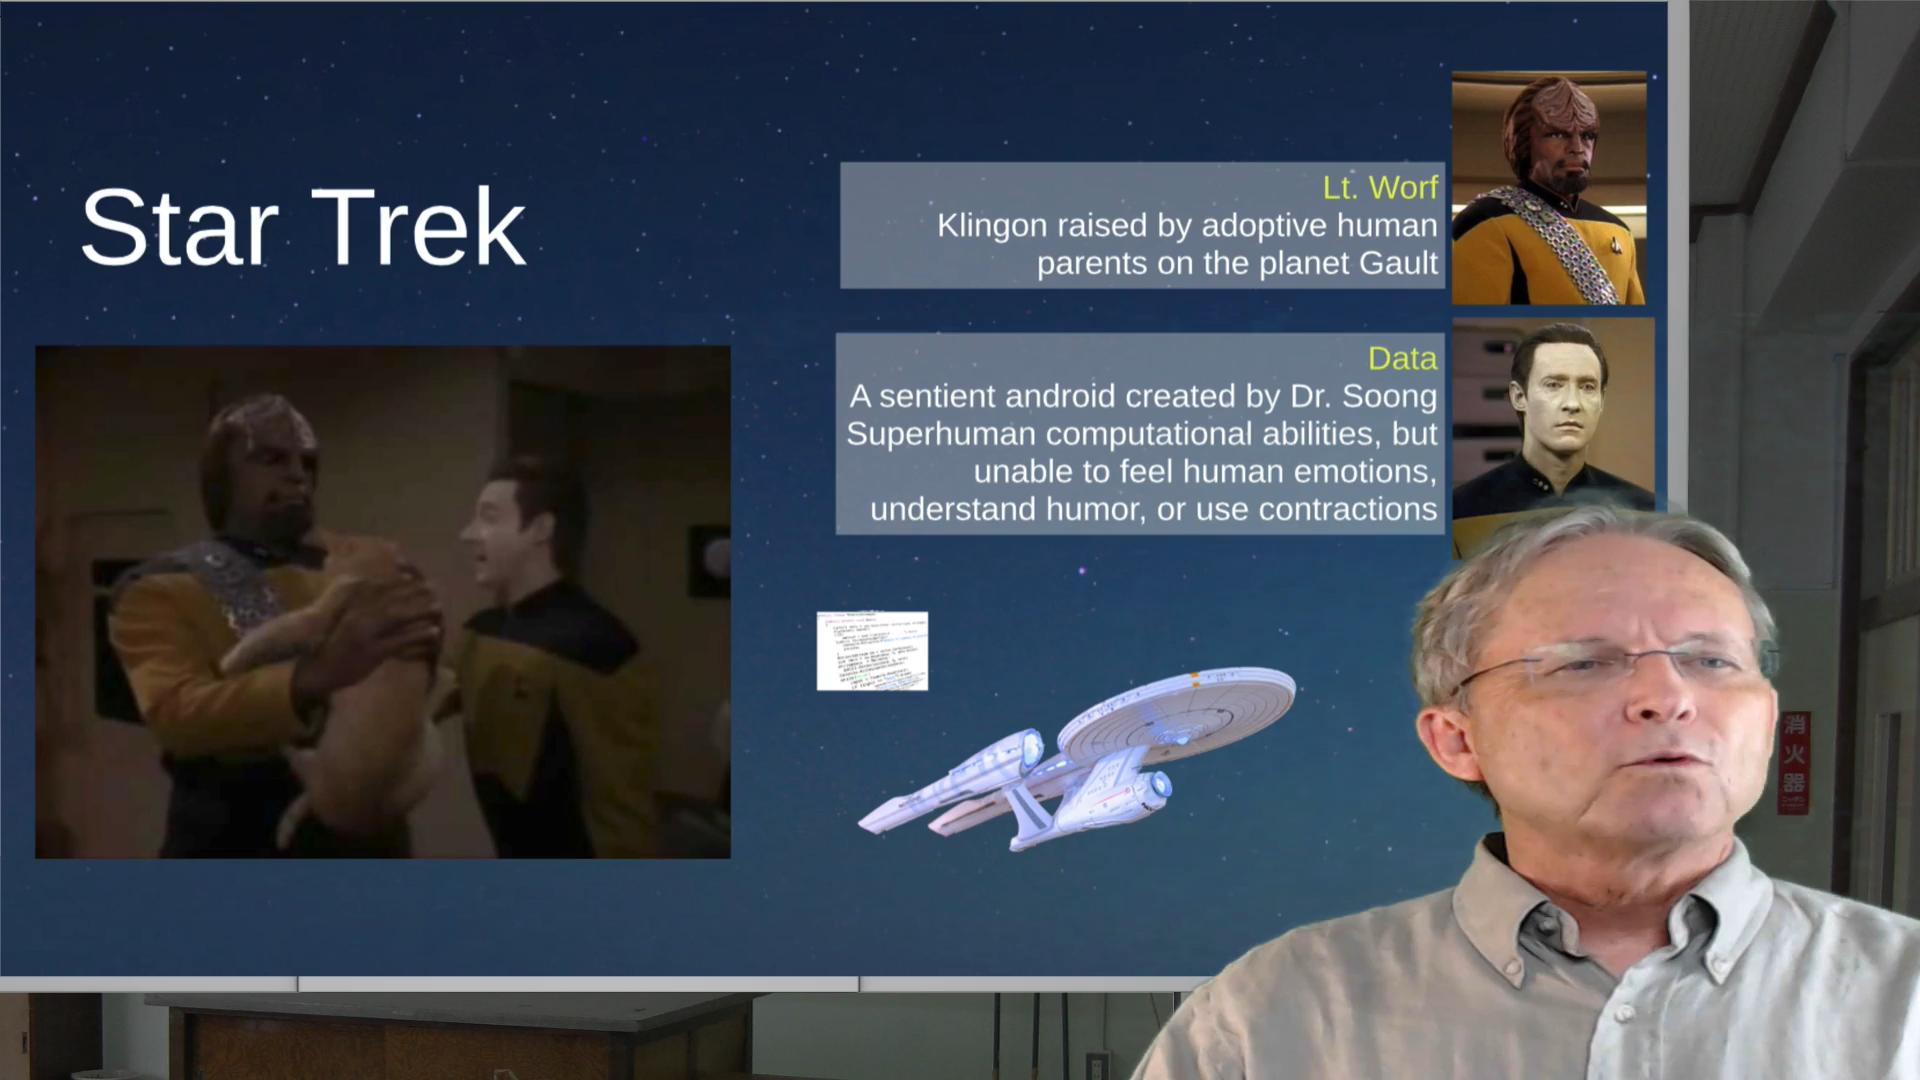 Star Trek
Lt. Worf
Klingon raised by adoptive human
parents on the planet Gault
Data
A sentient android created by Dr. Soong
Superhuman computational abilities, but
unable to feel human emotions,
understand humor, or use contractions
消
火
器